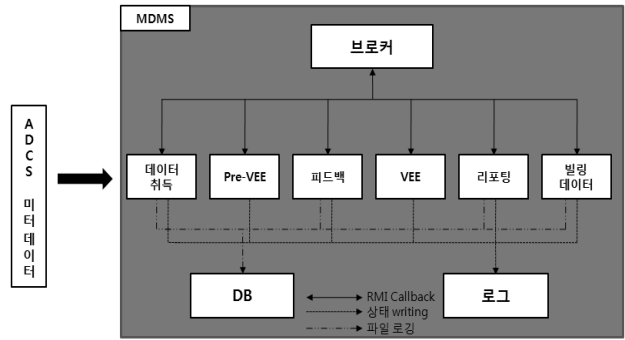 MDMS
브로커
A
D
C
S
미
터
데
이
터
데이터
취득
Pre-VEE
피드백
VEE
리포팅
빌링
데이터
DB
로그
RMI Callback
상태 writing
파일 로깅